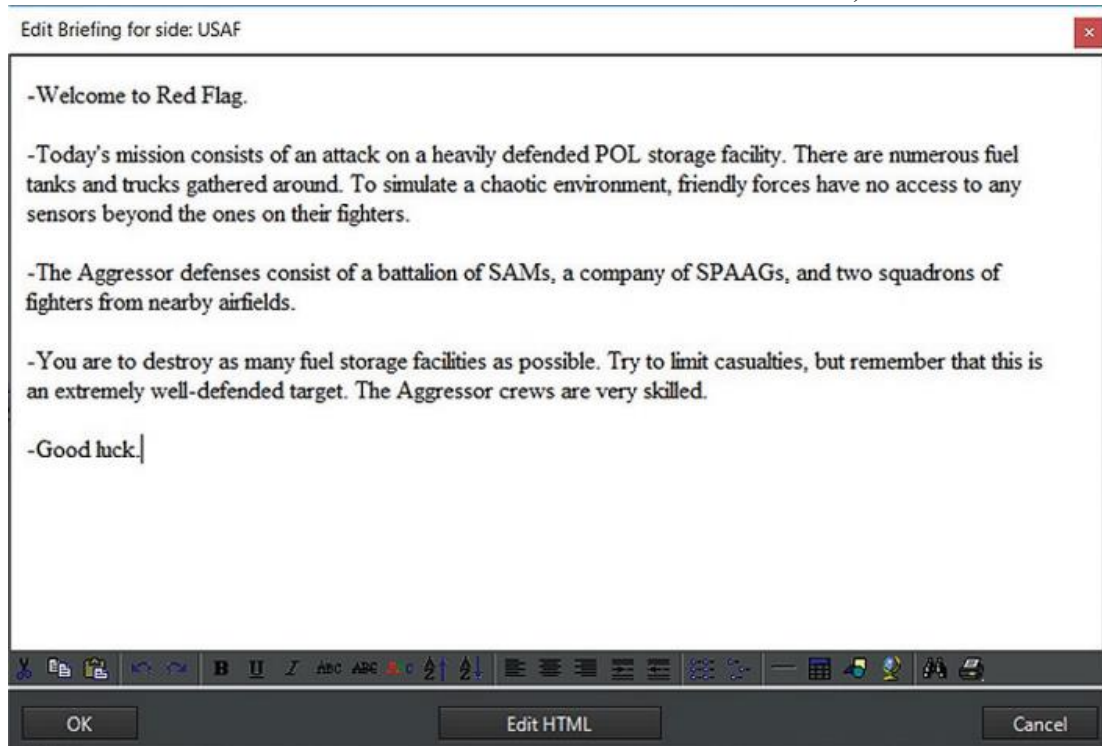 Edit Briefing for side: USAF
-Welcome to Red Flag.
-Today's mission consists of an attack on a heavily defended POL storage facility. There are numerous fuel
tanks and trucks gathered around. To simulate a chaotic environment, friendly forces have no access to any
sensors beyond the ones on their fighters.
-The Aggressor defenses consist of a battalion of SAMs, a company of SPAAGs, and two squadrons of
fighters from nearby airfields.
-You are to destroy as many fuel storage facilities as possible. Try to limit casualties, but remember that this is
an extremely well-defended target. The Aggressor crews are very skilled.
-Good luck.
B U I ABC ABC
OK Edit HTML Cancel